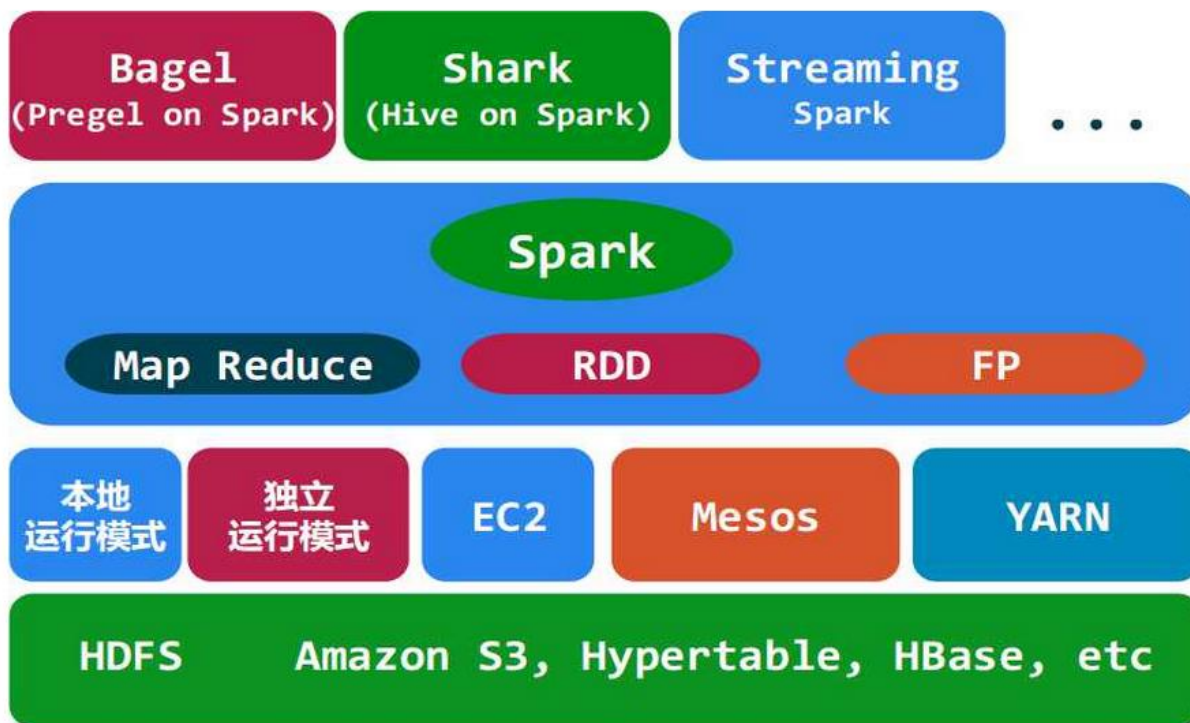 Bagel
(Pregel on Spark)
Shark
(Hive on Spark)
Streaming
Spark
...
Spark
Map Reduce
RDD
FP
本地
运行模式
独立
运行模式
EC2
Mesos
YARN
HDFS Amazon S3, Hypertable, HBase, etc